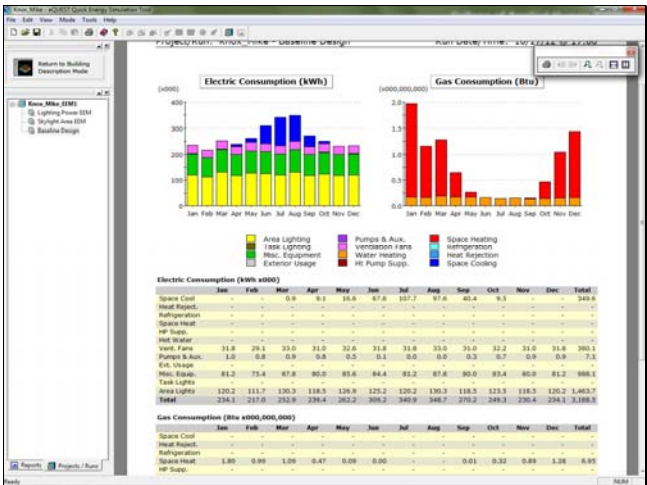 Knox_Mike - eQUEST Quick Energy Simulation Tool
File Edit View Mode Tools Help
Project/Run: Knox_Mike - Baseline Design Run Date/Time: 10/17/12 @ 17:00
Return to Building
Description Mode
Knox_Mike_EEM1
Lighting Power EEM
Skylight Area EEM
Baseline Design
Electric Consumption (kWh)
(x000)
400
300
200
100
0
Jan Feb Mar Apr May Jun Jul Aug Sep Oct Nov Dec
Gas Consumption (Btu)
(x000,000,000)
2.0
1.5
1.0
0.5
0.0
Jan Feb Mar Apr May Jun Jul Aug Sep Oct Nov Dec
Area Lighting Pumps & Aux. Space Heating
Task Lighting Ventilation Fans Refrigeration
Misc. Equipment Water Heating Heat Rejection
Exterior Usage Ht Pump Supp. Space Cooling
Electric Consumption (kWh x000)
Jan Feb Mar Apr May Jun Jul Aug Sep Oct Nov Dec Total
Space Cool - - 0.9 9.1 16.6 67.8 107.7 97.6 40.4 9.5 - - 349.6
Heat Reject. - - - - - - - - - - - - -
Refrigeration - - - - - - - - - - - - -
Space Heat - - - - - - - - - - - - -
HP Supp. - - - - - - - - - - - - -
Hot Water - - - - - - - - - - - - -
Vent. Fans 31.8 29.1 33.0 31.0 32.6 31.8 31.8 33.0 31.0 32.2 31.0 31.8 380.1
Pumps & Aux. 1.0 0.8 0.9 0.8 0.5 0.1 0.0 0.0 0.3 0.7 0.9 0.9 7.1
Ext. Usage - - - - - - - - - - - - -
Misc. Equip. 81.2 75.4 87.8 80.0 85.6 84.4 81.2 87.8 80.0 83.4 80.0 81.2 988.1
Task Lights - - - - - - - - - - - - -
Area Lights 120.2 111.7 130.3 118.5 126.9 125.2 120.2 130.3 118.5 123.5 118.5 120.2 1,463.7
Total 234.1 217.0 252.9 239.4 262.2 309.2 340.9 348.7 270.2 249.3 230.4 234.1 3,188.5
Gas Consumption (Btu x000,000,000)
Jan Feb Mar Apr May Jun Jul Aug Sep Oct Nov Dec Total
Space Cool - - - - - - - - - - - - -
Heat Reject. - - - - - - - - - - - - -
Refrigeration - - - - - - - - - - - - -
Space Heat 1.80 0.99 1.09 0.47 0.09 0.00 - - 0.01 0.32 0.89 1.28 6.95
HP Supp. - - - - - - - - - - - - -
Reports Projects / Runs
Ready NUM